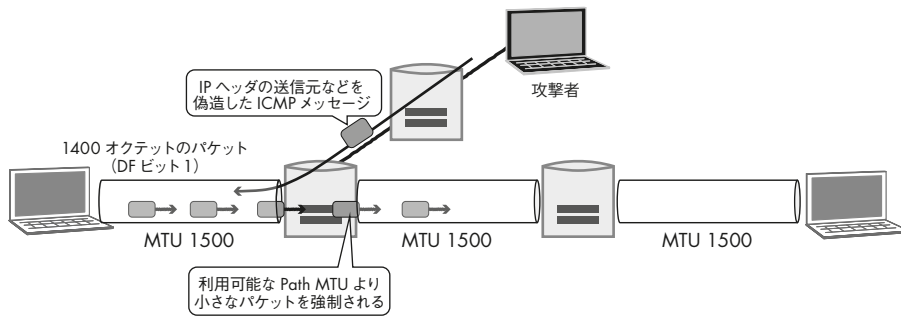 攻撃者
IP ヘッダの送信元などを
偽造した ICMP メッセージ
1400 オクテットのパケット
（DF ビット 1）
MTU 1500
MTU 1500
MTU 1500
利用可能な Path MTU より
小さなパケットを強制される